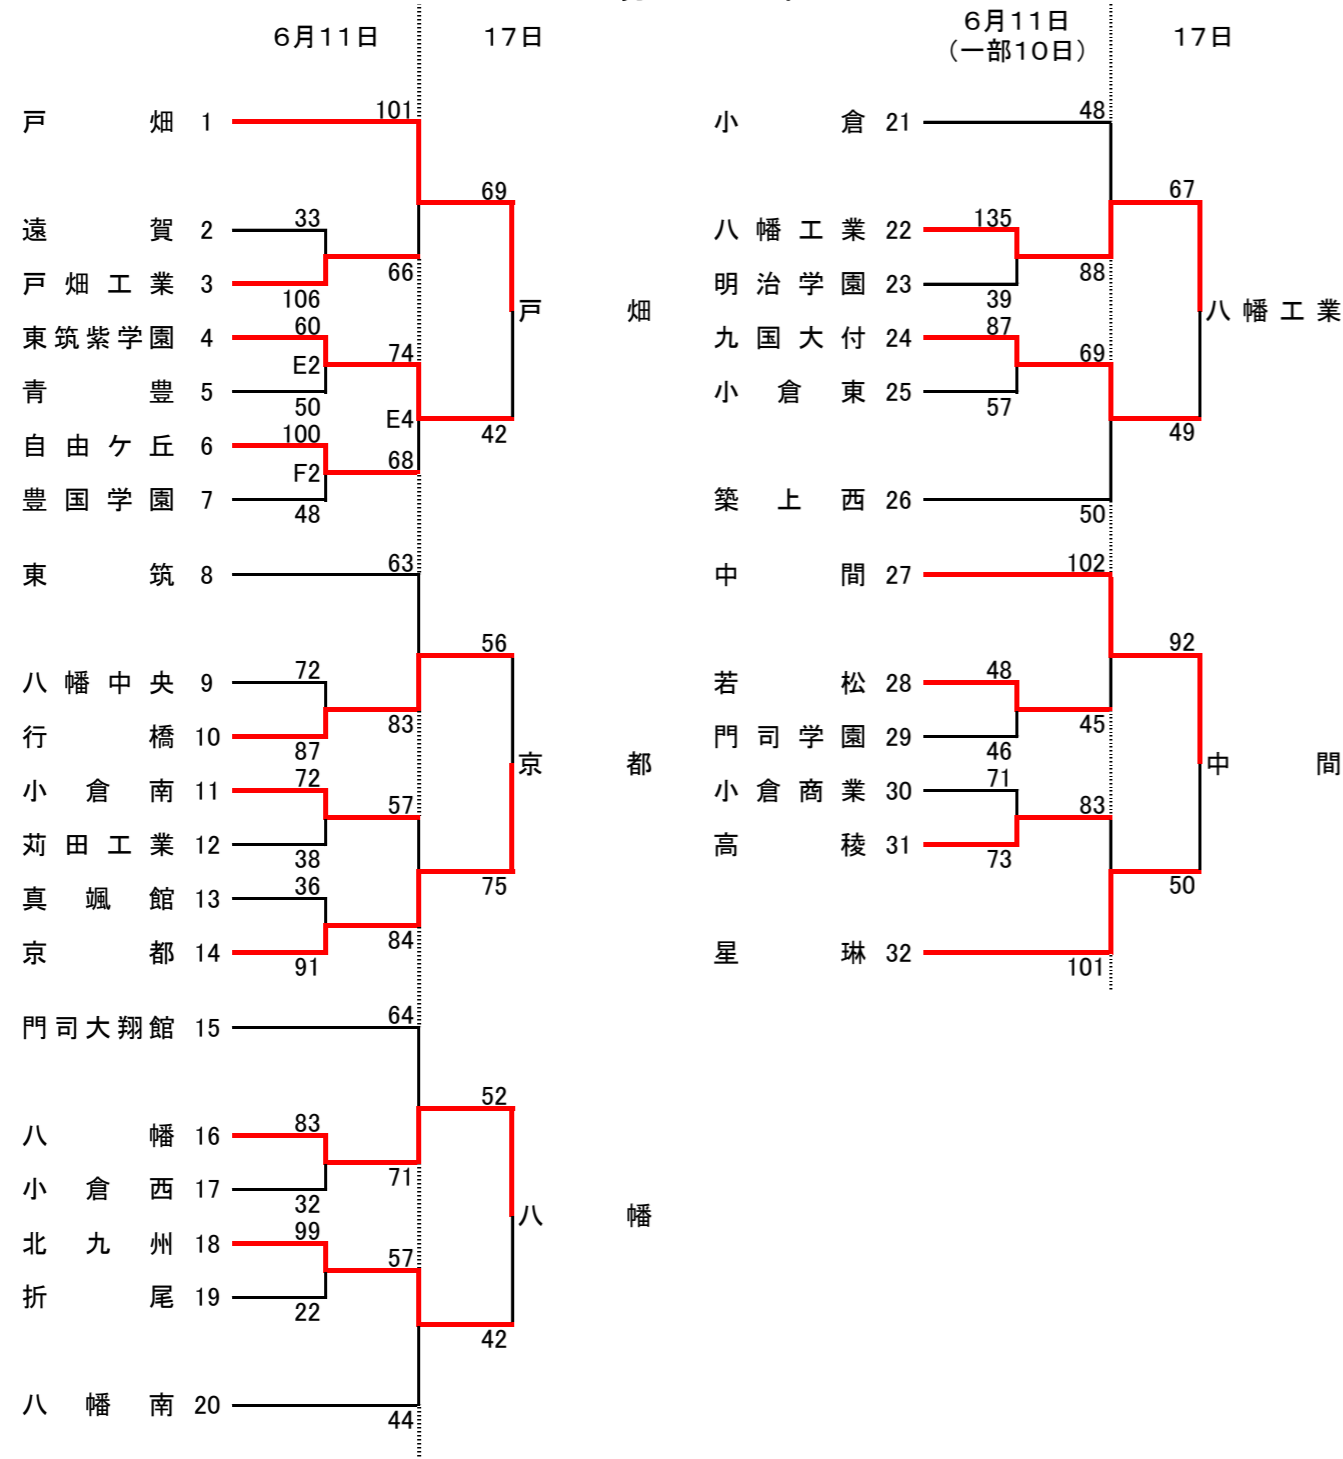 6月11日 17日
戸畑 1 101
69
遠賀 2 33
戸畑工業 3 106
66
東筑紫学園 4 60
E2
74
青豊 5 50
E4
42
自由ケ丘 6 100
F2
68
豊国学園 7 48
戸畑
東筑 8 63
56
八幡中央 9 72
行橋 10 87
83
小倉南 11 72
57
苅田工業 12 38
真颯館 13 36
75
京都 14 91
84
京都
門司大翔館 15 64
52
八幡 16 83
71
小倉西 17 32
北九州 18 99
57
折尾 19 22
42
八幡南 20 44
八幡
6月11日
(一部10日)
17日
小倉 21 48
67
八幡工業 22 135
88
明治学園 23 39
九国大付 24 87
69
小倉東 25 57
49
築上西 26 50
八幡工業
中間 27 102
92
若松 28 48
45
門司学園 29 46
小倉商業 30 71
83
高稜 31 73
50
星琳 32 101
中間